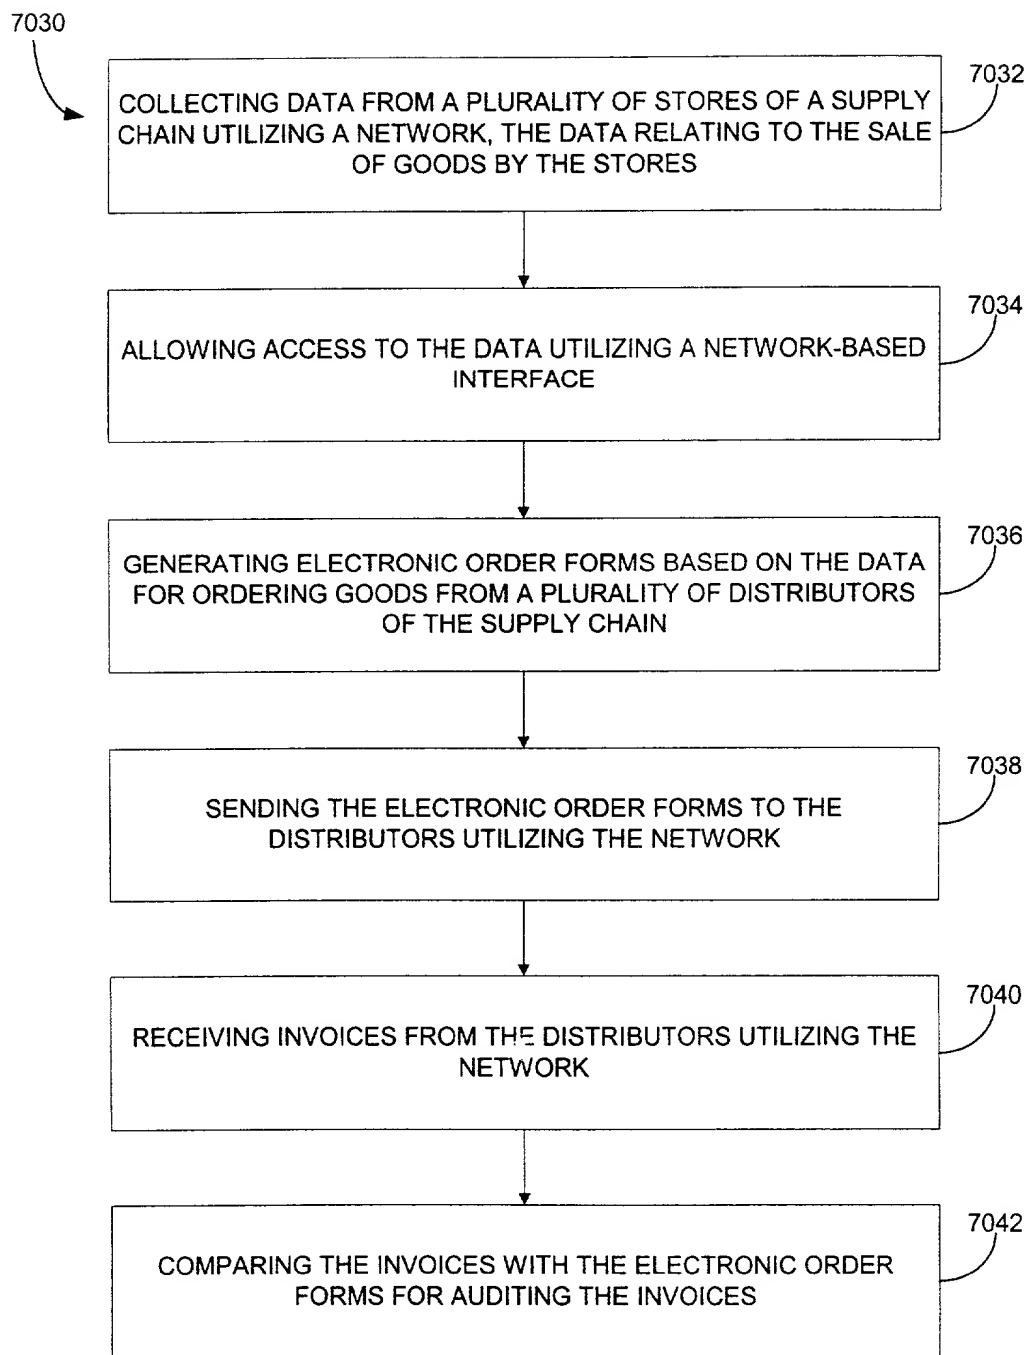 7030
7032
COLLECTING DATA FROM A PLURALITY OF STORES OF A SUPPLY
CHAIN UTILIZING A NETWORK, THE DATA RELATING TO THE SALE
OF GOODS BY THE STORES
7034
ALLOWING ACCESS TO THE DATA UTILIZING A NETWORK-BASED
INTERFACE
7036
GENERATING ELECTRONIC ORDER FORMS BASED ON THE DATA
FOR ORDERING GOODS FROM A PLURALITY OF DISTRIBUTORS
OF THE SUPPLY CHAIN
7038
SENDING THE ELECTRONIC ORDER FORMS TO THE
DISTRIBUTORS UTILIZING THE NETWORK
7040
RECEIVING INVOICES FROM THE DISTRIBUTORS UTILIZING THE
NETWORK
7042
COMPARING THE INVOICES WITH THE ELECTRONIC ORDER
FORMS FOR AUDITING THE INVOICES